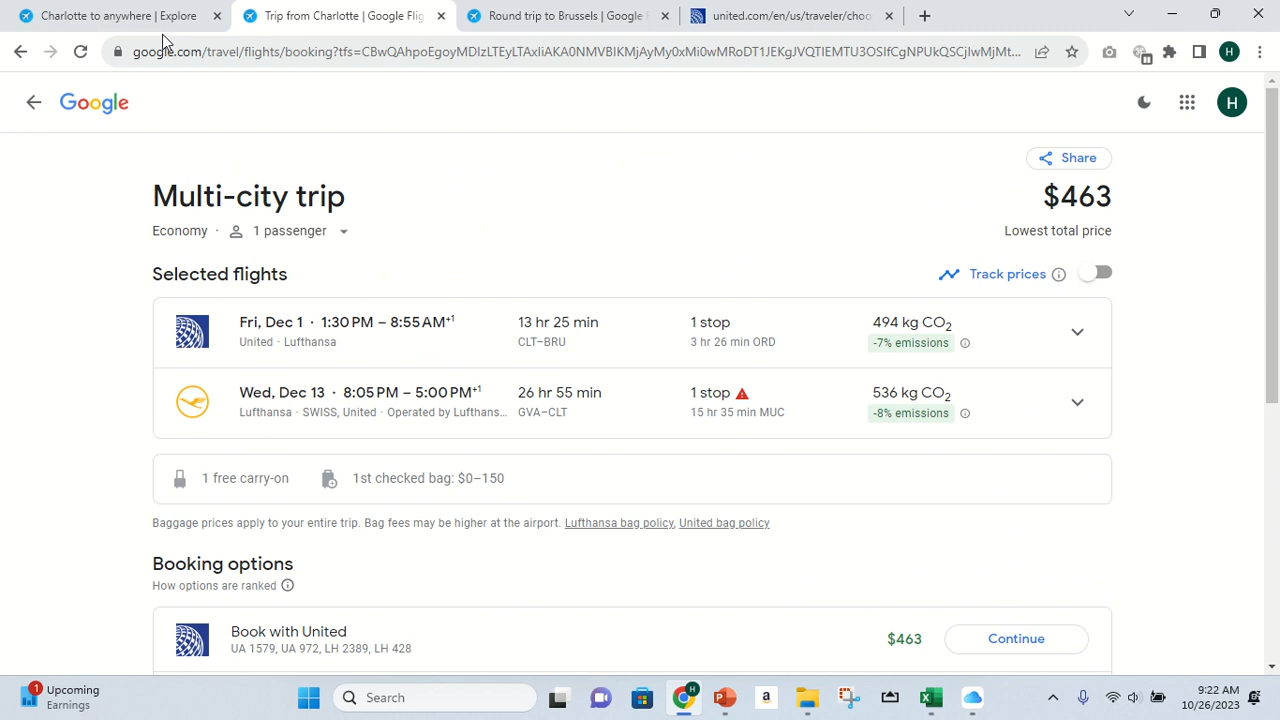 Charlotte to anywhere | Explore
Trip from Charlotte | Google Flig
Round trip to Brussels | Google F
united.com/en/us/traveler/choo
google.com/travel/flights/booking?tfs=CBwQAhpoEgoyMDIzLTEyLTAxIiAKA0NMVBIKMjAyMy0xMi0wMRoDT1JEKgJVQTIEMTU3OSIfCgNPUkQSCjIwMjMt...
H
Google
H
Share
Multi-city trip
$463
Economy · 1 passenger
Lowest total price
Selected flights
Track prices
Fri, Dec 1 · 1:30 PM – 8:55 AM+1
13 hr 25 min
1 stop
494 kg CO2
United · Lufthansa
CLT–BRU
3 hr 26 min ORD
-7% emissions
Wed, Dec 13 · 8:05 PM – 5:00 PM+1
26 hr 55 min
1 stop
536 kg CO2
Lufthansa · SWISS, United · Operated by Lufthans...
GVA–CLT
15 hr 35 min MUC
-8% emissions
1 free carry-on
1st checked bag: $0–150
Baggage prices apply to your entire trip. Bag fees may be higher at the airport. Lufthansa bag policy, United bag policy
Booking options
How options are ranked
Book with United
$463
Continue
UA 1579, UA 972, LH 2389, LH 428
1
Upcoming
Earnings
Search
H
a
9:22 AM
10/26/2023